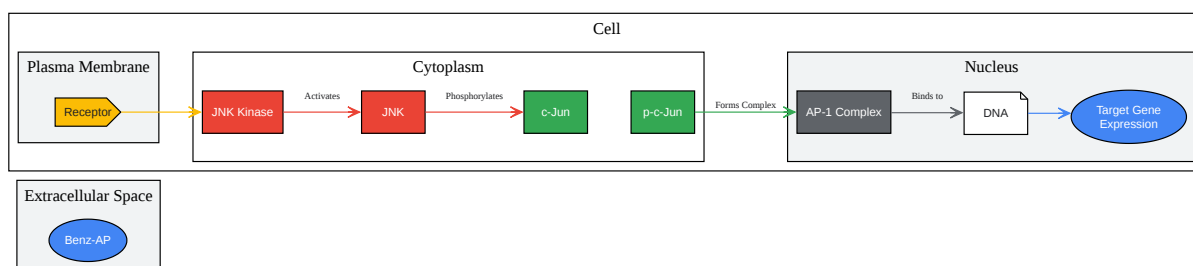 Cell
Plasma Membrane
Receptor
Cytoplasm
JNK Kinase
Activates
JNK
Phosphorylates
c-Jun
p-c-Jun
Forms Complex
Nucleus
AP-1 Complex
Binds to
DNA
Target Gene
Expression
Extracellular Space
Benz-AP